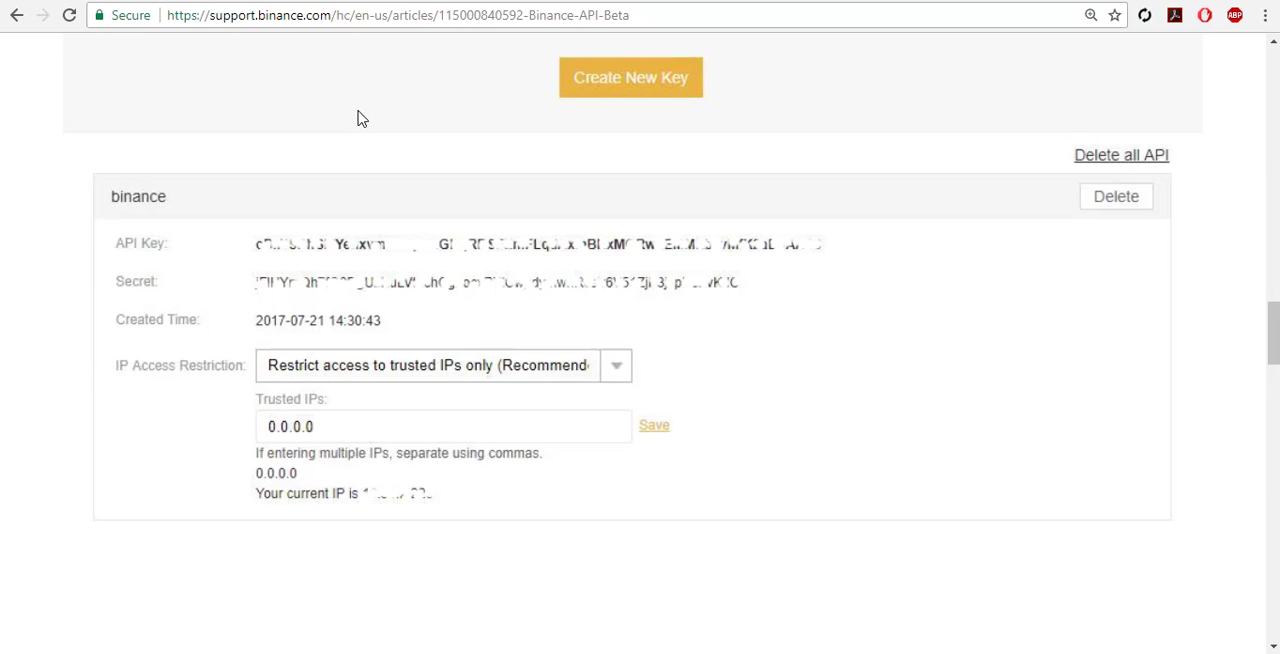 Secure
https://support.binance.com/hc/en-us/articles/115000840592-Binance-API-Beta
ABP
Create New Key
Delete all API
binance
Delete
API Key:
Secret:
Created Time: 2017-07-21 14:30:43
IP Access Restriction: Restrict access to trusted IPs only (Recommend
Trusted IPs:
0.0.0.0 Save
If entering multiple IPs, separate using commas.
0.0.0.0
Your current IP is